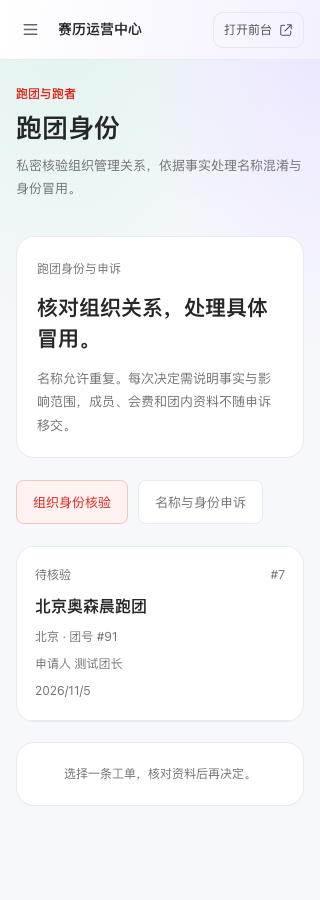 赛历运营中心
打开前台
跑团与跑者
跑团身份
私密核验组织管理关系，依据事实处理名称混淆与
身份冒用。
跑团身份与申诉
核对组织关系，处理具体
冒用。
名称允许重复。每次决定需说明事实与影
响范围，成员、会费和团内资料不随申诉
移交。
组织身份核验
名称与身份申诉
待核验 #7
北京奥森晨跑团
北京 · 团号 #91
申请人 测试团长
2026/11/5
选择一条工单，核对资料后再决定。